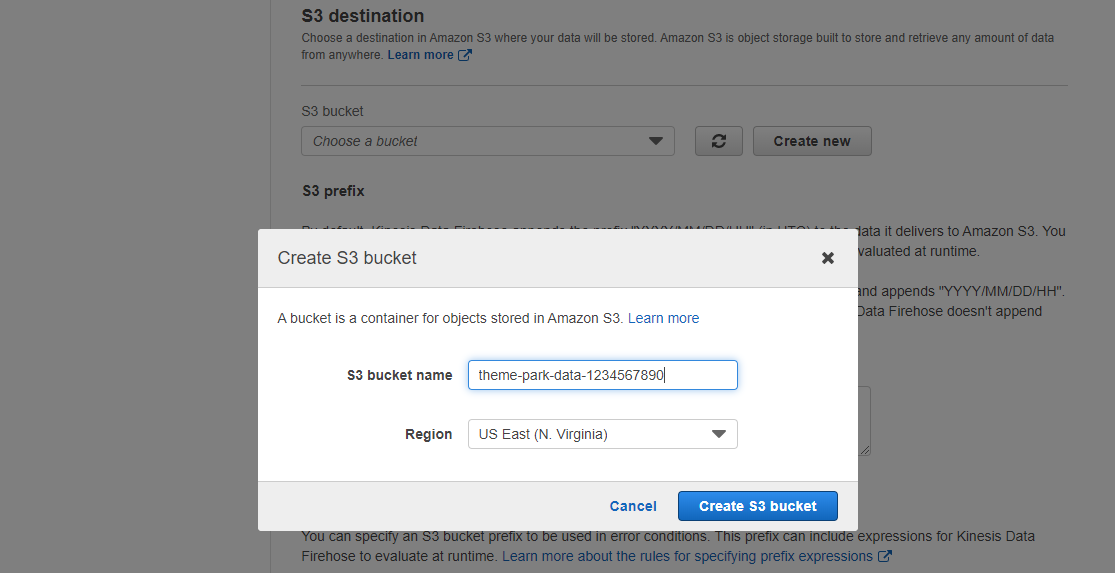 S3 destination
Choose a destination in Amazon S3 where your data will be stored. Amazon S3 is object storage built to store and retrieve any amount of data
from anywhere. Learn more
S3 bucket
Choose a bucket
Create new
S3 prefix
data it delivers to Amazon S3. You
evaluated at runtime.
and appends "YYYY/MM/DD/HH".
Data Firehose doesn't append
Create S3 bucket
A bucket is a container for objects stored in Amazon S3. Learn more
S3 bucket name theme-park-data-1234567890
Region US East (N. Virginia)
Cancel Create S3 bucket
You can specify an S3 bucket prefix to be used in error conditions. This prefix can include expressions for Kinesis Data
Firehose to evaluate at runtime. Learn more about the rules for specifying prefix expressions